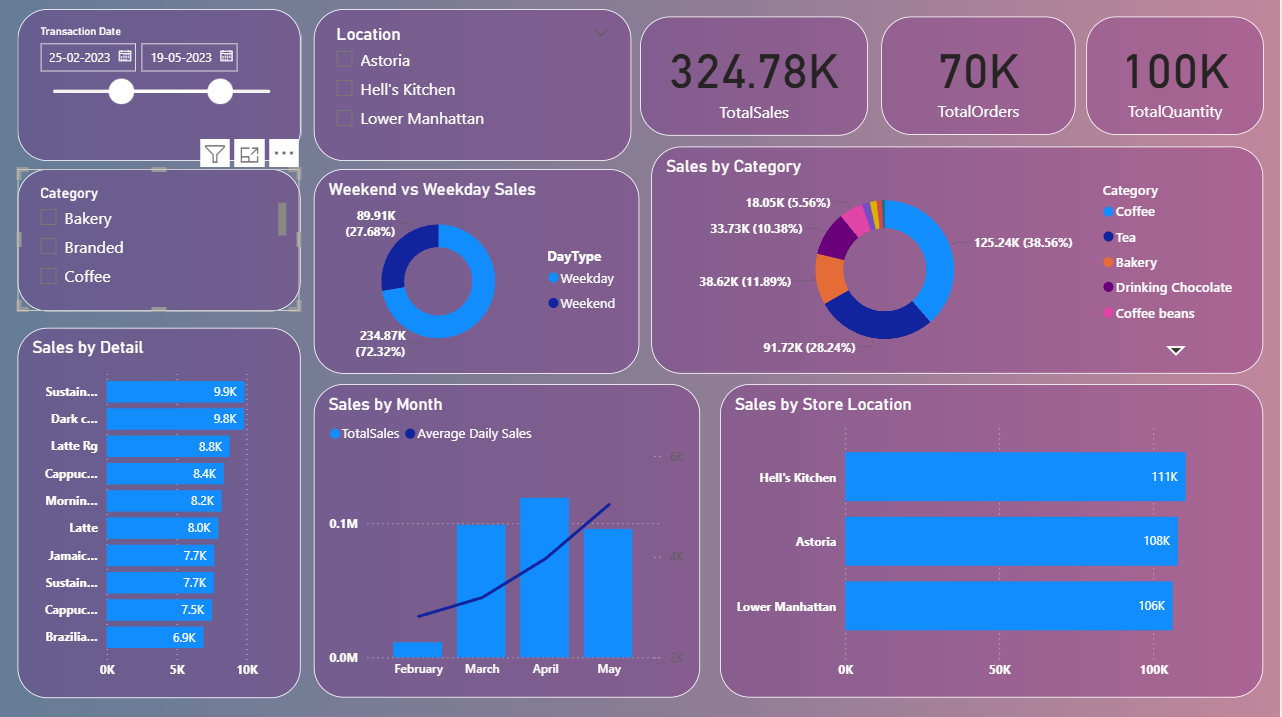 Transaction Date
25-02-2023
19-05-2023
Location
Astoria
Hell's Kitchen
Lower Manhattan
324.78K
TotalSales
70K
TotalOrders
100K
TotalQuantity
Category
Bakery
Branded
Coffee
Weekend vs Weekday Sales
89.91K
(27.68%)
234.87K
(72.32%)
DayType
Weekday
Weekend
Sales by Category
18.05K (5.56%)
33.73K (10.38%)
38.62K (11.89%)
91.72K (28.24%)
125.24K (38.56%)
Category
Coffee
Tea
Bakery
Drinking Chocolate
Coffee beans
Sales by Detail
Sustain... 9.9K
Dark c... 9.8K
Latte Rg 8.8K
Cappuc... 8.4K
Mornin... 8.2K
Latte 8.0K
Jamaic... 7.7K
Sustain... 7.7K
Cappuc... 7.5K
Brazilia... 6.9K
0K 5K 10K
Sales by Month
TotalSales Average Daily Sales
6K
0.1M
4K
0.0M
2K
February March April May
Sales by Store Location
Hell's Kitchen 111K
Astoria 108K
Lower Manhattan 106K
0K 50K 100K